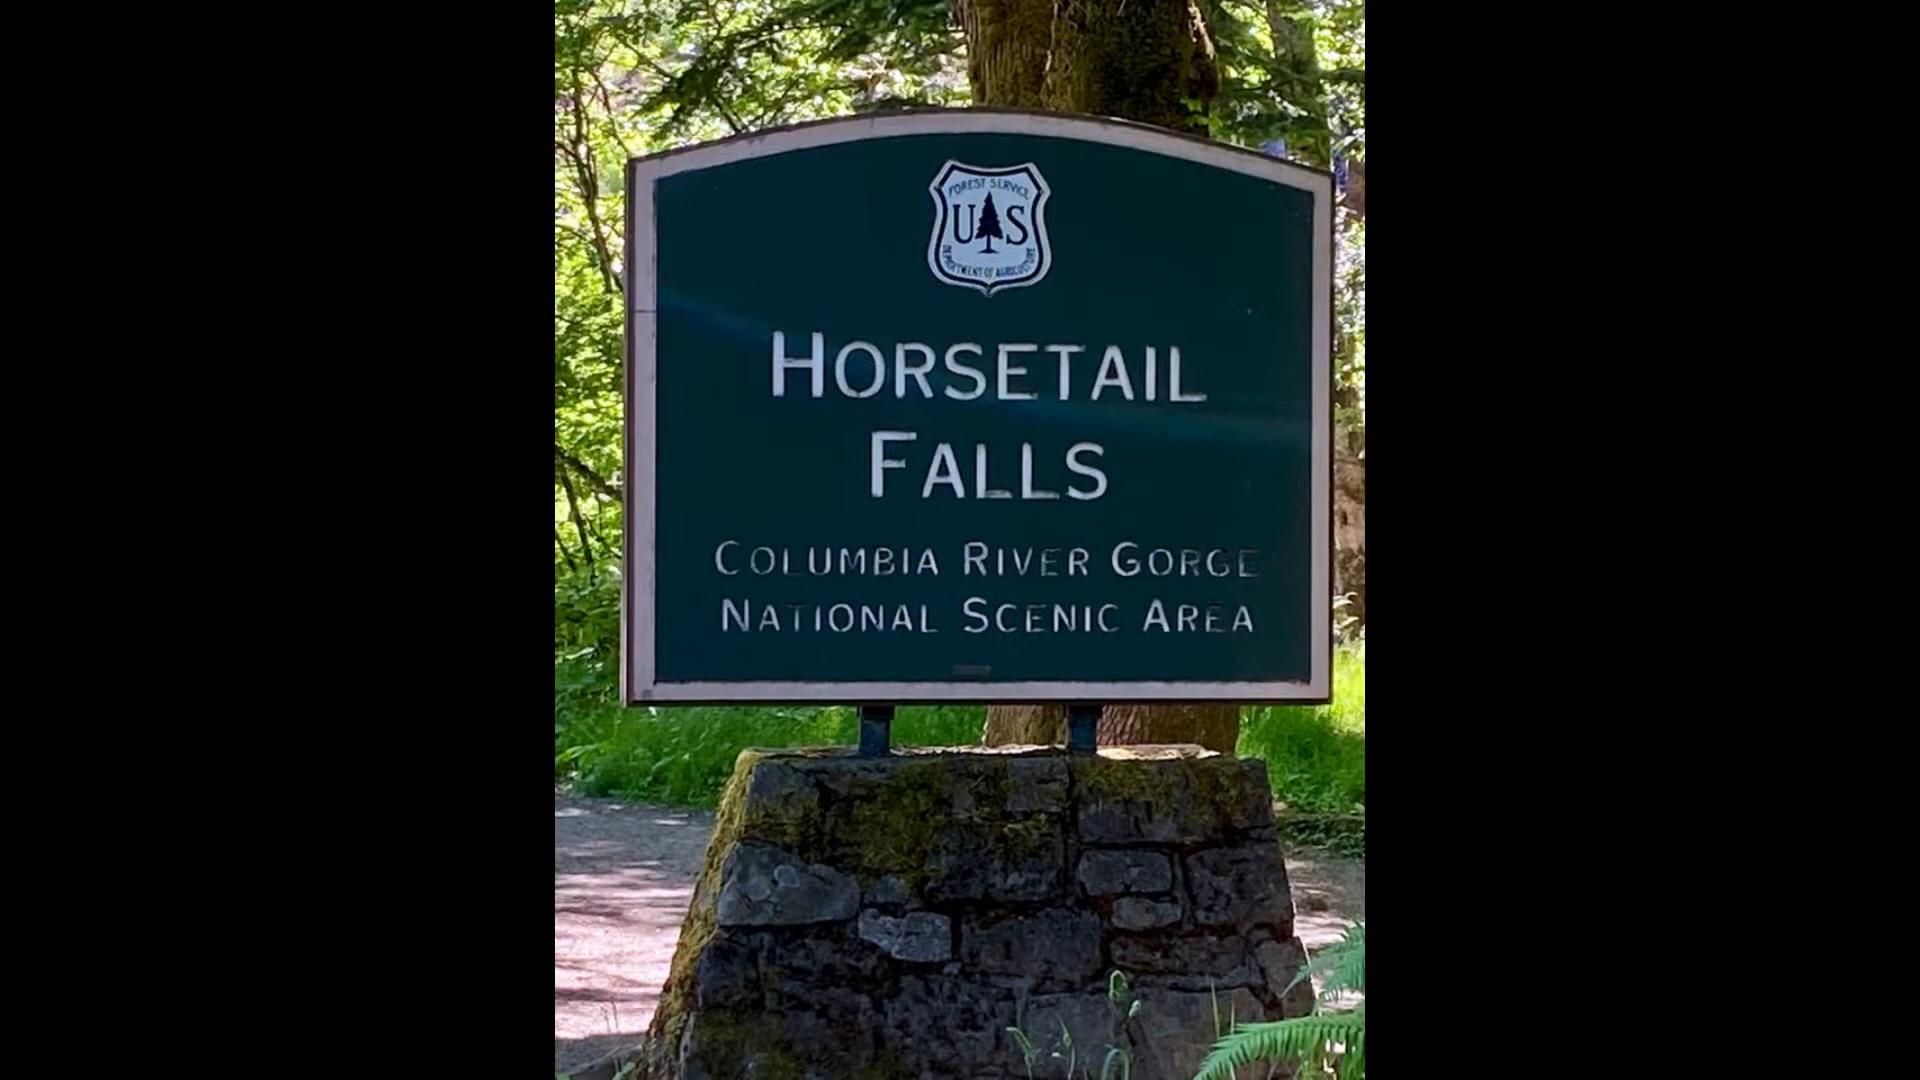 FOREST SERVICE
U S
DEPARTMENT OF AGRICULTURE
HORSETAIL
FALLS
COLUMBIA RIVER GORGE
NATIONAL SCENIC AREA